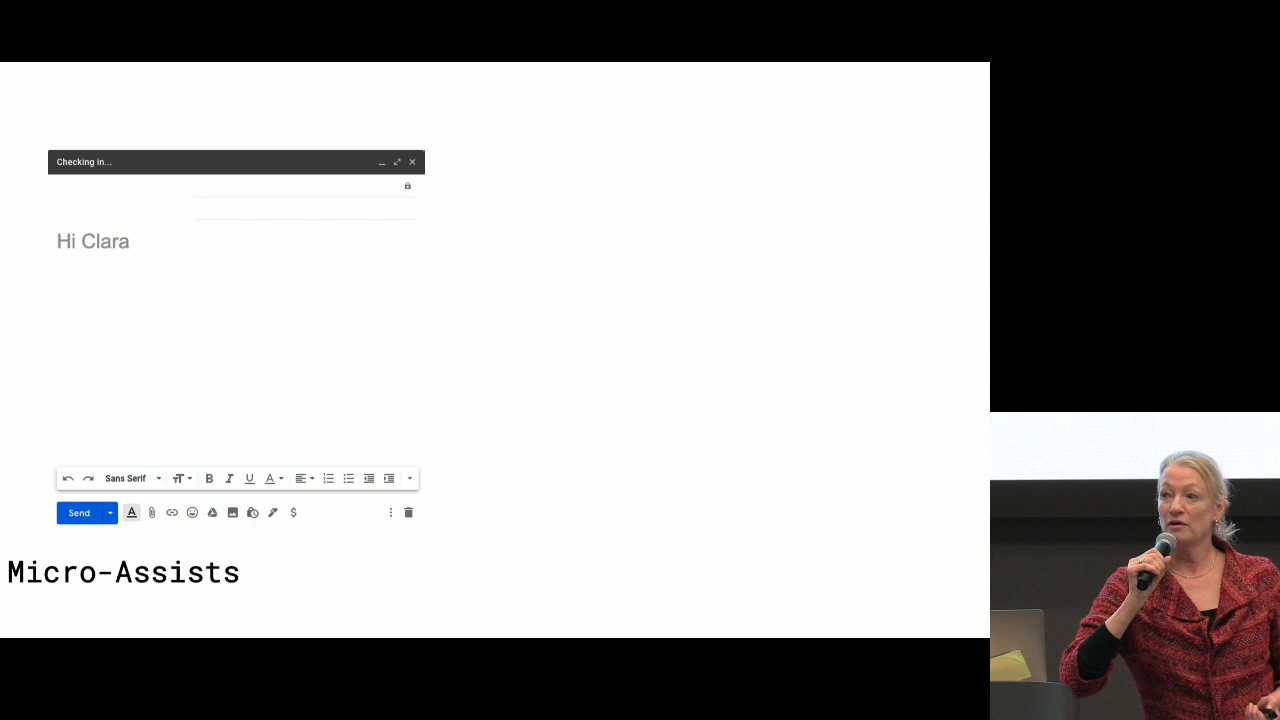 Checking in...
Hi Clara
Sans Serif
Send
Micro-Assists